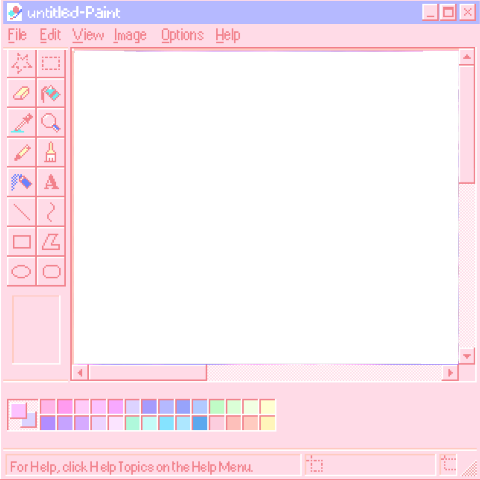 untitled-Paint
File Edit View Image Options Help
A
For Help, click Help Topics on the Help Menu.